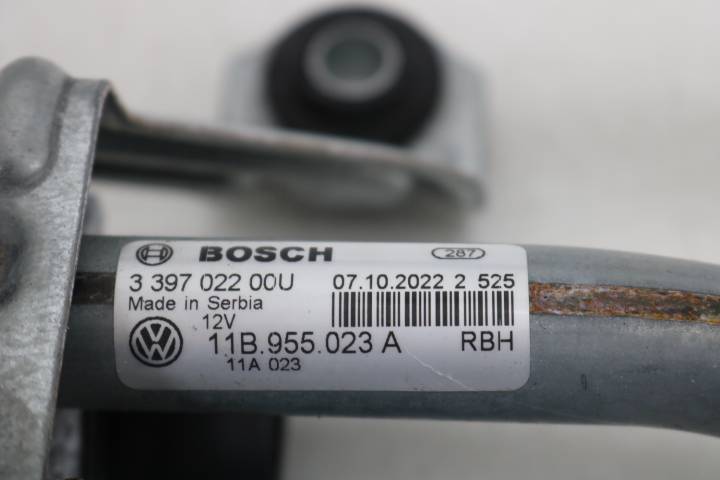 BOSCH 287
3 397 022 00U 07.10.2022 2 525
Made in Serbia
12V
11B.955.023 A RBH
11A 023